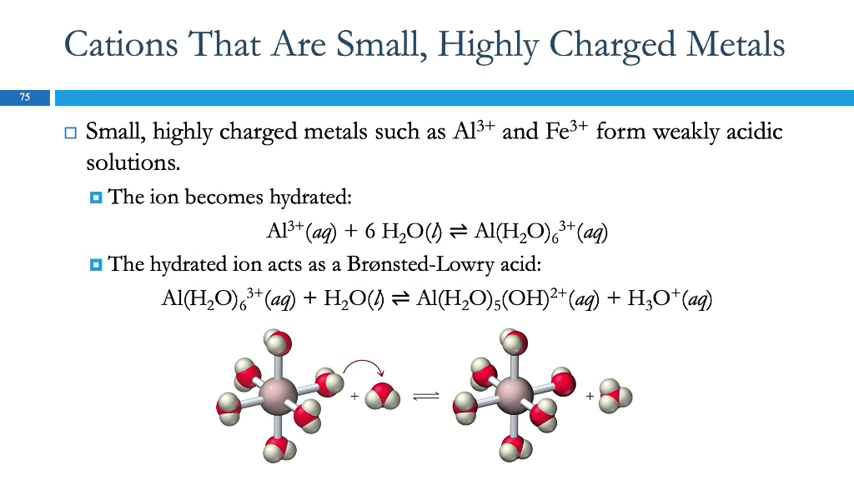 Cations That Are Small, Highly Charged Metals
75
Small, highly charged metals such as Al³⁺ and Fe³⁺ form weakly acidic
solutions.
The ion becomes hydrated:
Al³⁺(aq) + 6 H₂O(l) ⇌ Al(H₂O)₆³⁺(aq)
The hydrated ion acts as a Brønsted-Lowry acid:
Al(H₂O)₆³⁺(aq) + H₂O(l) ⇌ Al(H₂O)₅(OH)²⁺(aq) + H₃O⁺(aq)
+ ⇌ +